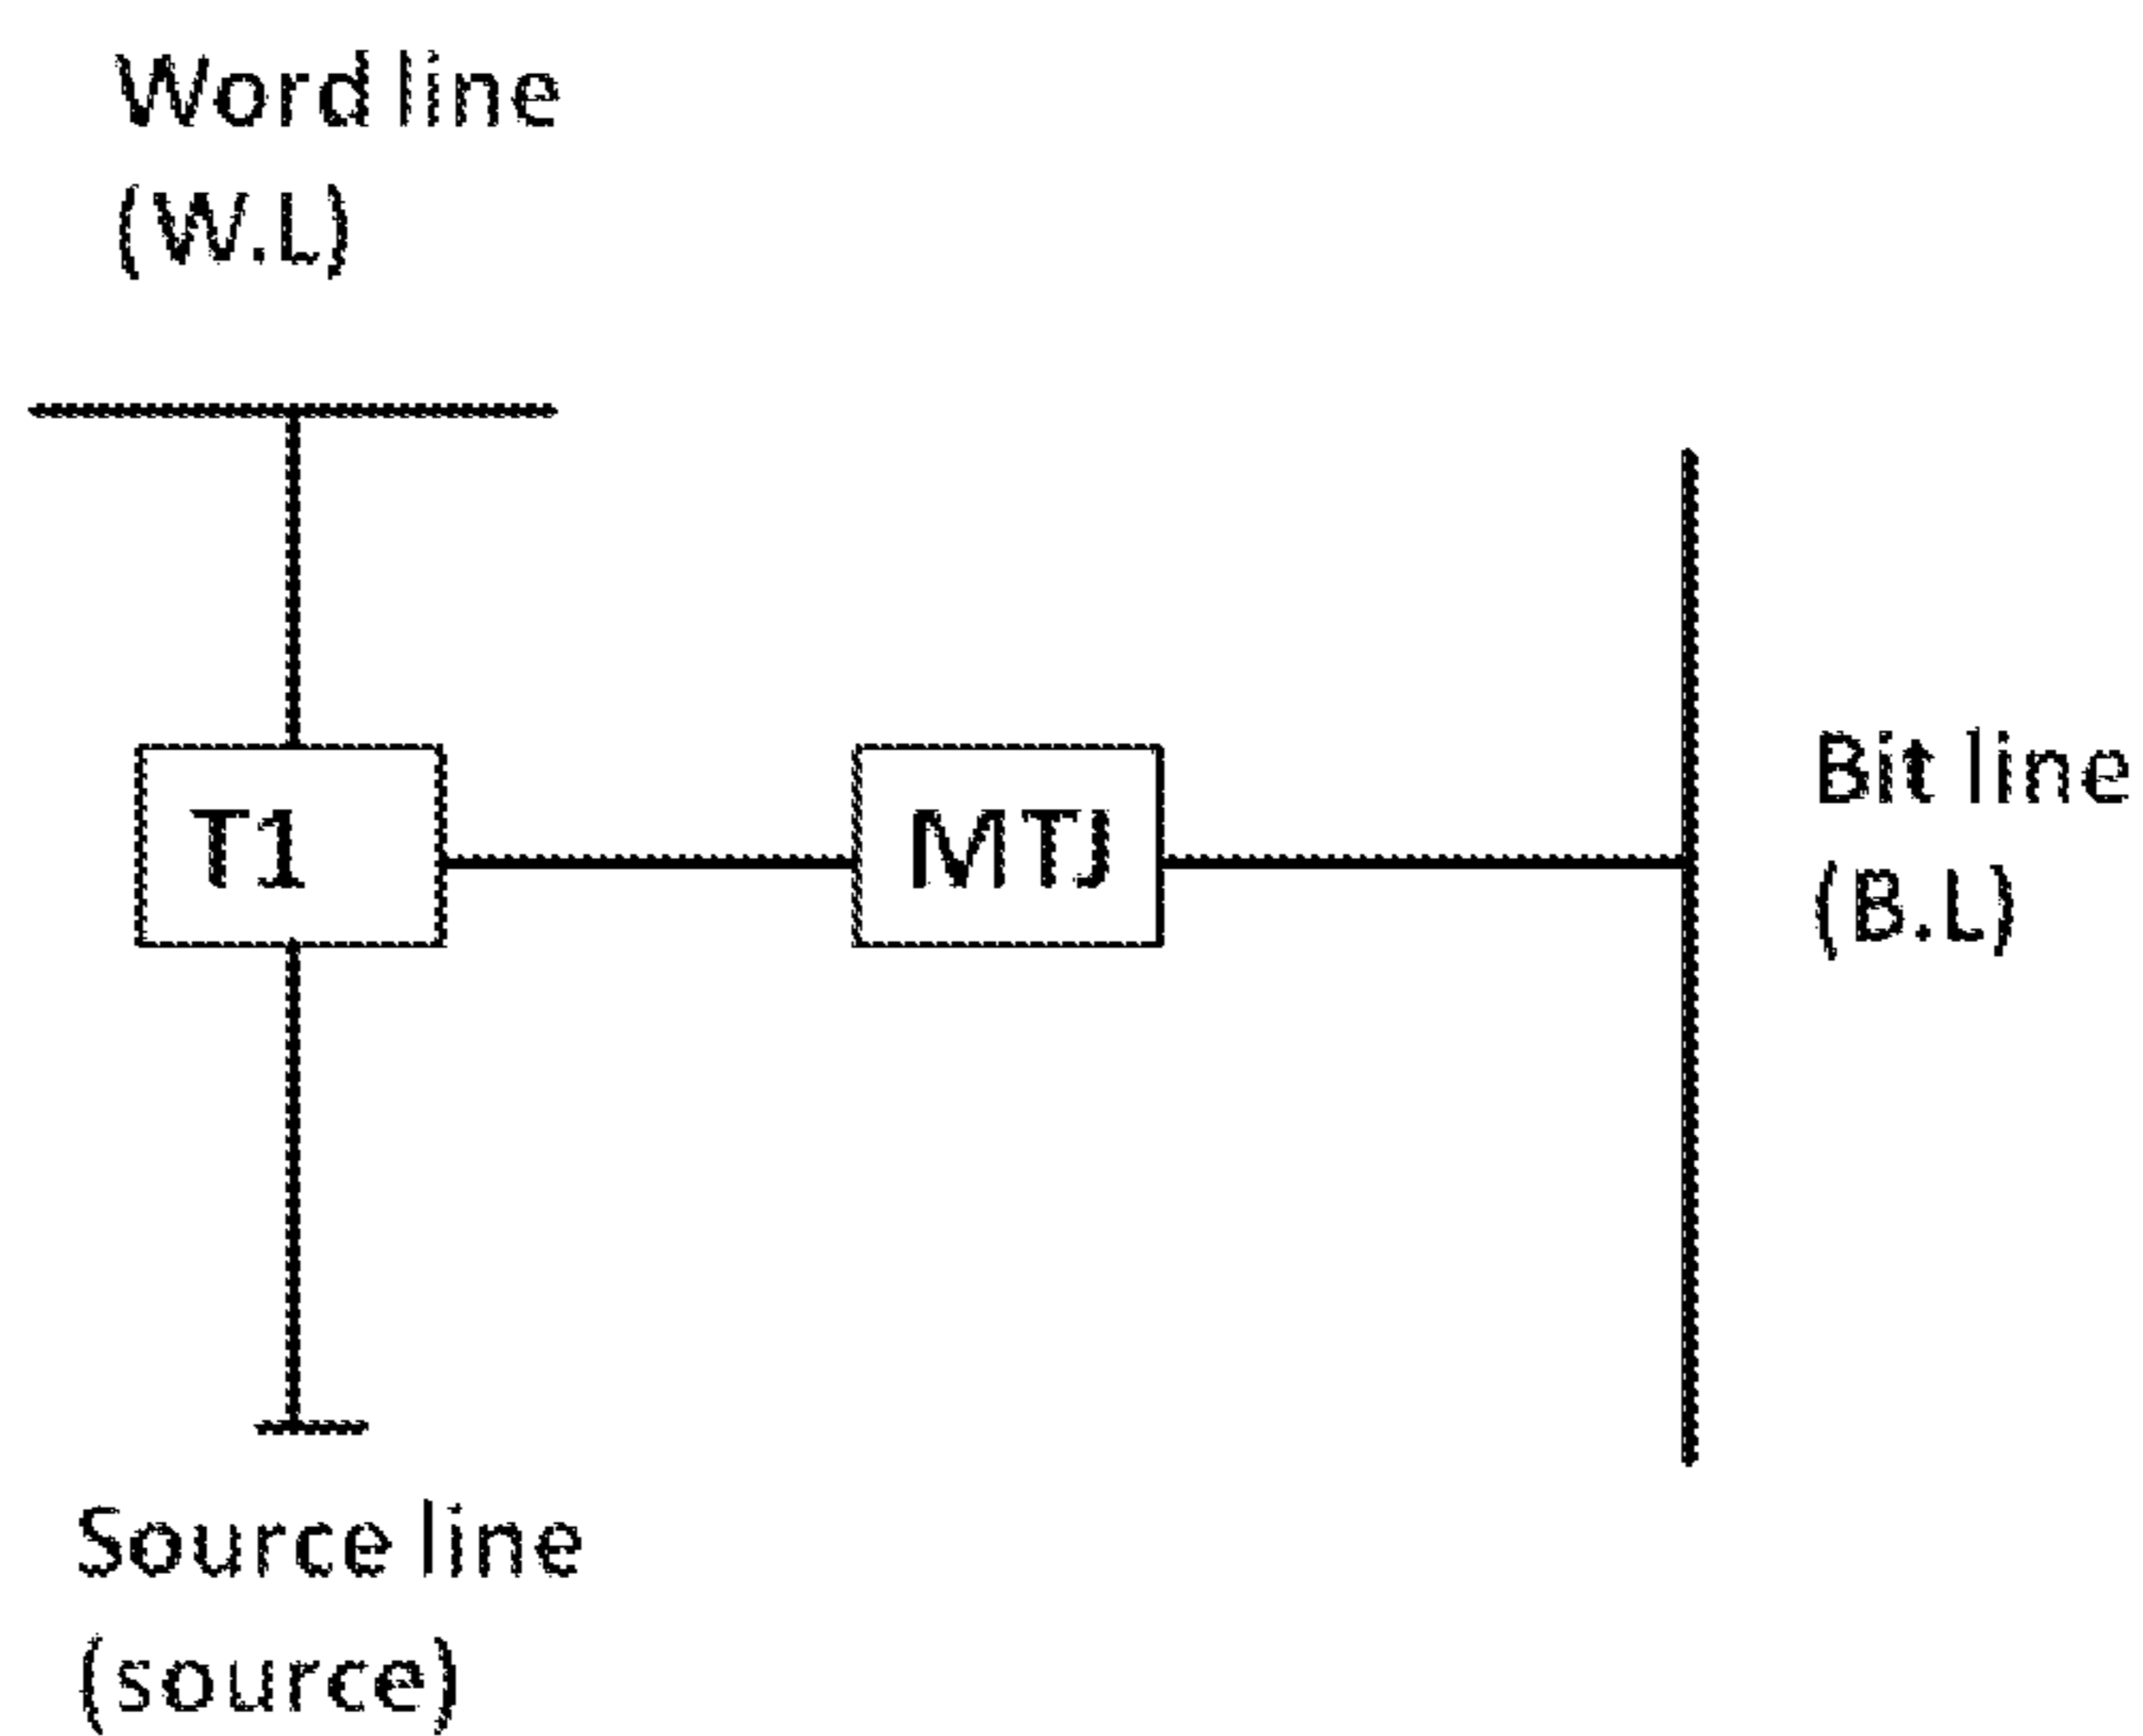 Word line
(W.L)
T1
MTJ
Bit line
(B.L)
Source line
(source)